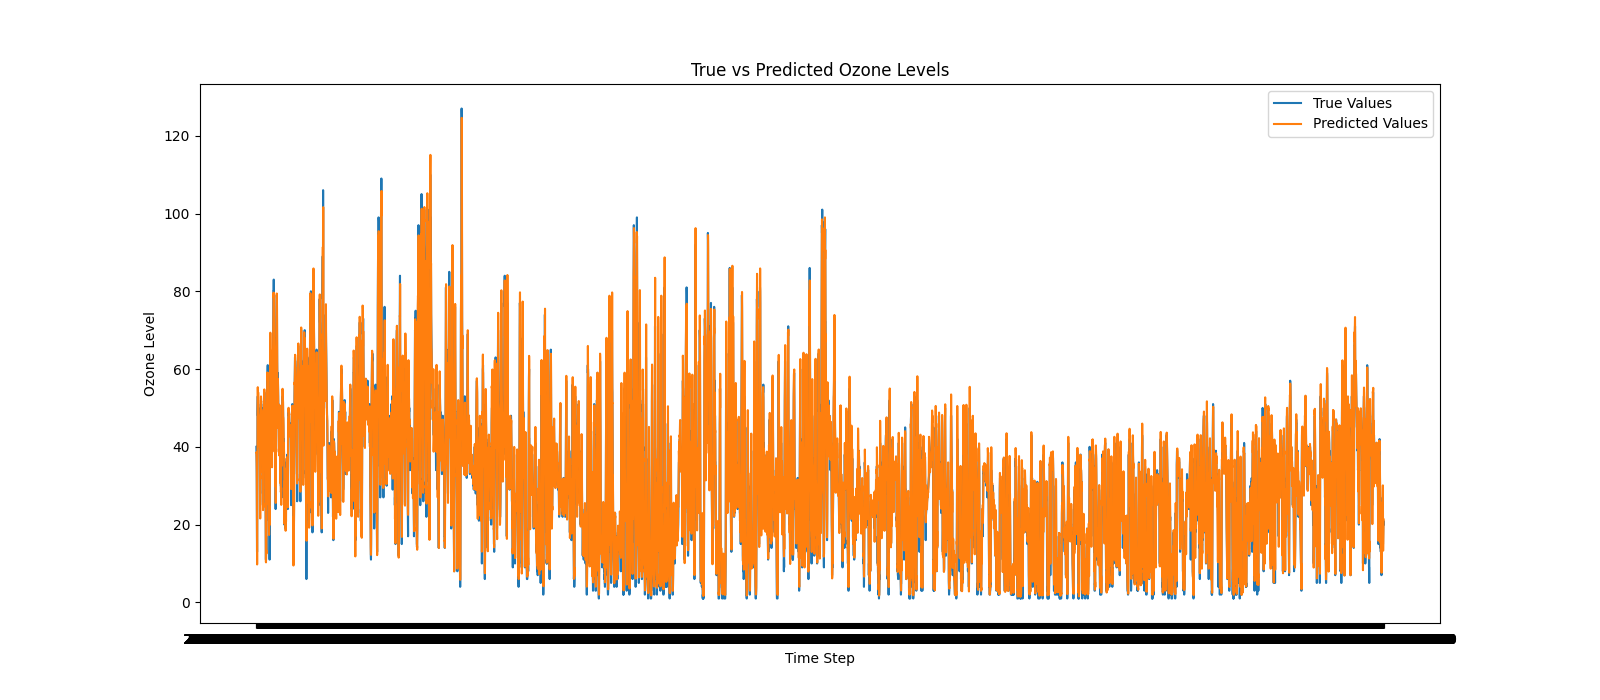 True vs Predicted Ozone Levels
True Values
Predicted Values
120
100
80
60
40
20
0
Ozone Level
Time Step